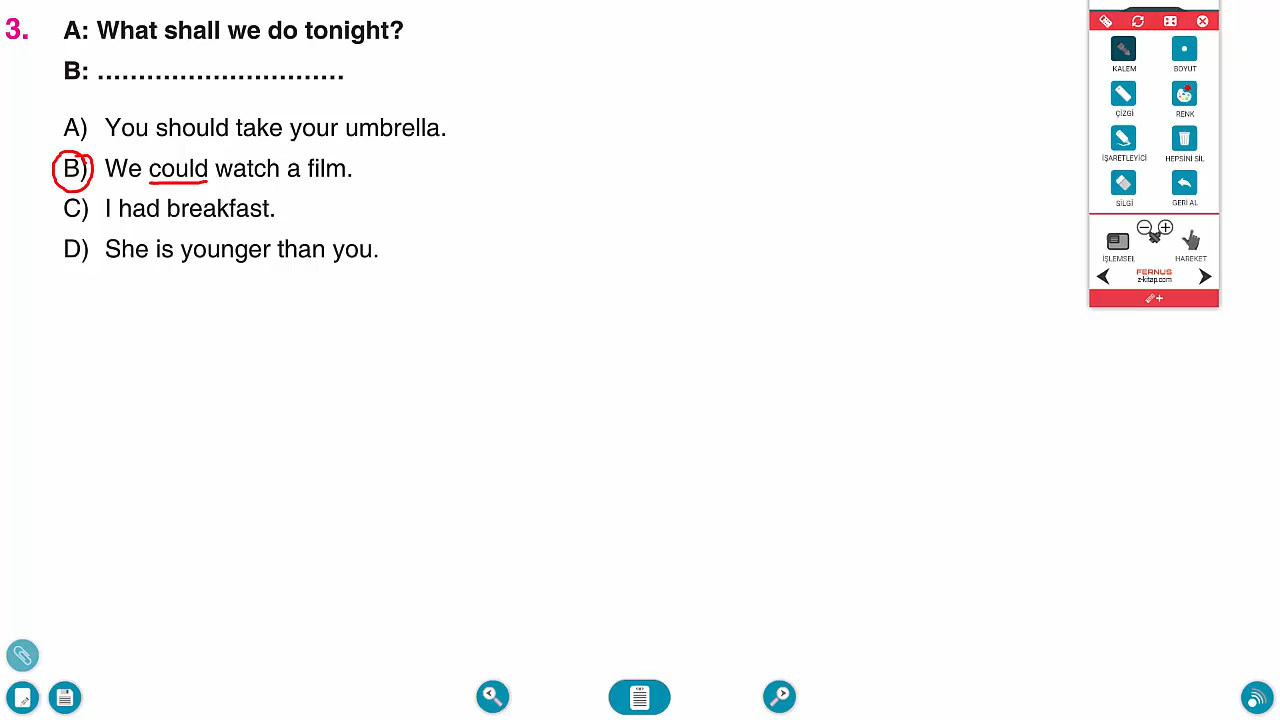 3. A: What shall we do tonight?
B: ..............................
A) You should take your umbrella.
B) We could watch a film.
C) I had breakfast.
D) She is younger than you.
KALEM BOYUT
ÇİZGİ RENK
İŞARETLEYİCİ HEPSİNİ SİL
SİLGİ GERİ AL
İŞLEMSEL HAREKET
FERNUS
z-kitap.com